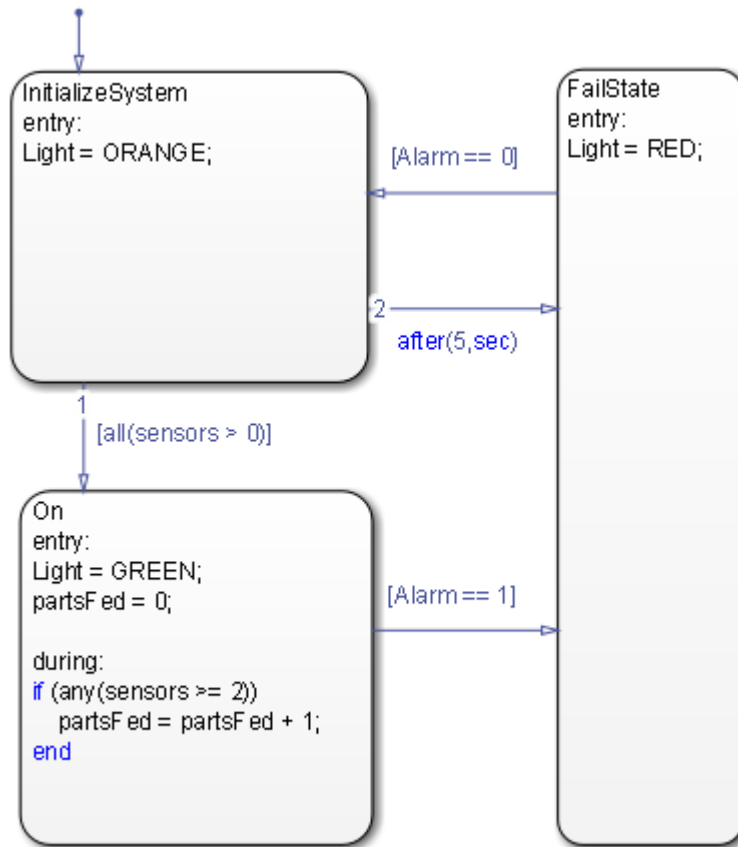 InitializeSystem
entry:
Light = ORANGE;
FailState
entry:
Light = RED;
[Alarm == 0]
2
after(5,sec)
1
[all(sensors > 0)]
On
entry:
Light = GREEN;
partsFed = 0;
during:
if (any(sensors >= 2))
partsFed = partsFed + 1;
end
[Alarm == 1]